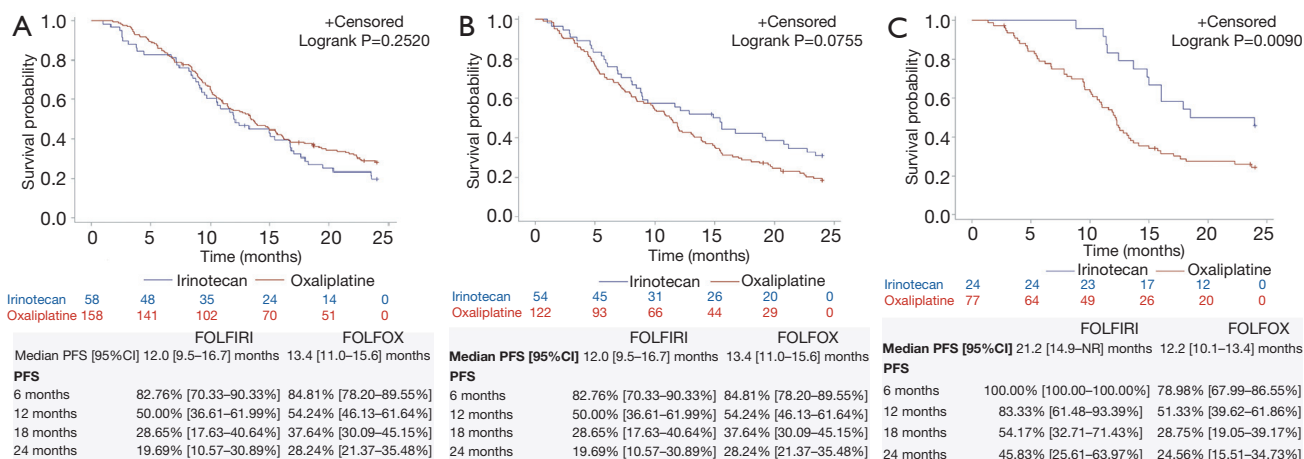 A
+Censored
Logrank P=0.2520
Survival probability
1.0
0.8
0.6
0.4
0.2
0.0
0 5 10 15 20 25
Time (months)
Irinotecan Oxaliplatine
Irinotecan 58 48 35 24 14 0
Oxaliplatine 158 141 102 70 51 0
FOLFIRI FOLFOX
Median PFS [95%CI] 12.0 [9.5–16.7] months 13.4 [11.0–15.6] months
PFS
6 months 82.76% [70.33–90.33%] 84.81% [78.20–89.55%]
12 months 50.00% [36.61–61.99%] 54.24% [46.13–61.64%]
18 months 28.65% [17.63–40.64%] 37.64% [30.09–45.15%]
24 months 19.69% [10.57–30.89%] 28.24% [21.37–35.48%]
B
+Censored
Logrank P=0.0755
Survival probability
1.0
0.8
0.6
0.4
0.2
0.0
0 5 10 15 20 25
Time (months)
Irinotecan Oxaliplatine
Irinotecan 54 45 31 26 20 0
Oxaliplatine 122 93 66 44 29 0
FOLFIRI FOLFOX
Median PFS [95%CI] 12.0 [9.5–16.7] months 13.4 [11.0–15.6] months
PFS
6 months 82.76% [70.33–90.33%] 84.81% [78.20–89.55%]
12 months 50.00% [36.61–61.99%] 54.24% [46.13–61.64%]
18 months 28.65% [17.63–40.64%] 37.64% [30.09–45.15%]
24 months 19.69% [10.57–30.89%] 28.24% [21.37–35.48%]
C
+Censored
Logrank P=0.0090
Survival probability
1.0
0.8
0.6
0.4
0.2
0.0
0 5 10 15 20 25
Time (months)
Irinotecan Oxaliplatine
Irinotecan 24 24 23 17 12 0
Oxaliplatine 77 64 49 26 20 0
FOLFIRI FOLFOX
Median PFS [95%CI] 21.2 [14.9–NR] months 12.2 [10.1–13.4] months
PFS
6 months 100.00% [100.00–100.00%] 78.98% [67.99–86.55%]
12 months 83.33% [61.48–93.39%] 51.33% [39.62–61.86%]
18 months 54.17% [32.71–71.43%] 28.75% [19.05–39.17%]
24 months 45.83% [25.61–63.97%] 24.56% [15.51–34.73%]